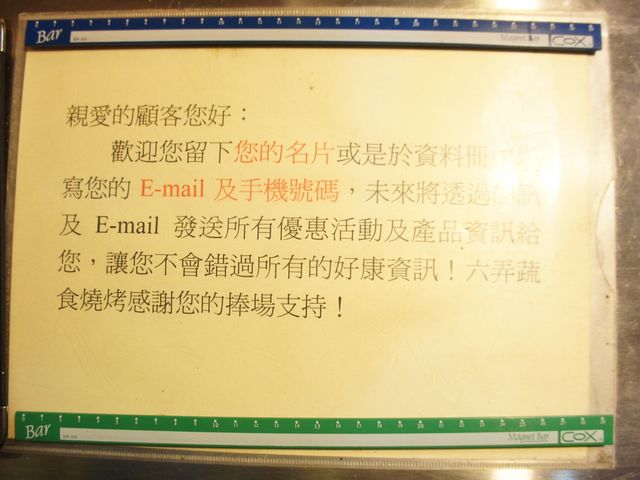 Bar
Magnet Bar
COX
親愛的顧客您好：
歡迎您留下您的名片或是於資料冊
寫您的 E-mail 及手機號碼，未來將透過訊
及 E-mail 發送所有優惠活動及產品資訊給
您，讓您不會錯過所有的好康資訊！六弄蔬
食燒烤感謝您的捧場支持！
Bar
Magnet Bar
COX